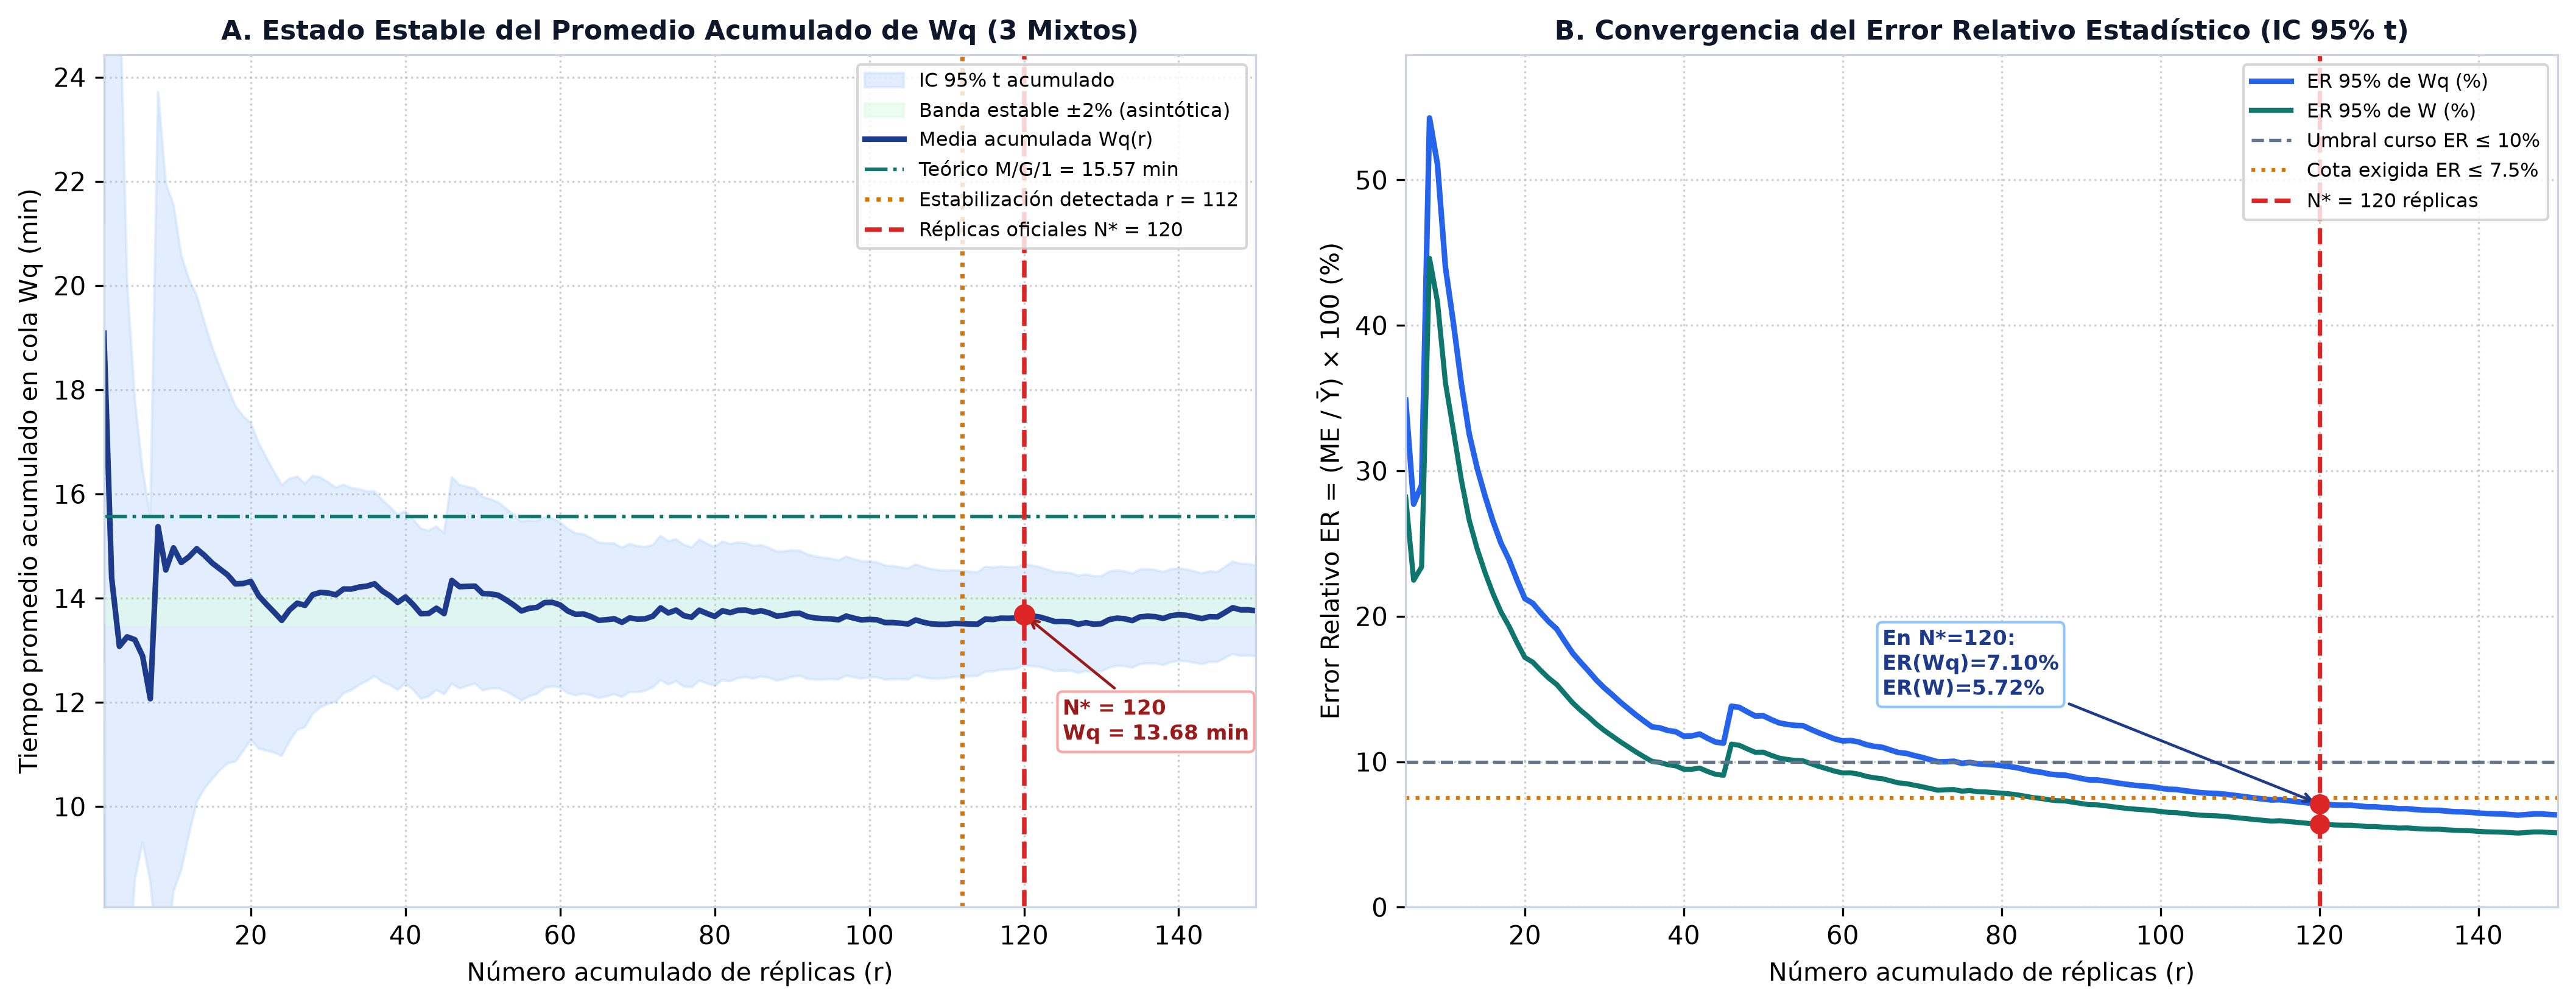 A. Estado Estable del Promedio Acumulado de Wq (3 Mixtos)
Tiempo promedio acumulado en cola Wq (min)
24
22
20
18
16
14
12
10
IC 95% t acumulado
Banda estable ±2% (asintótica)
Media acumulada Wq(r)
Teórico M/G/1 = 15.57 min
Estabilización detectada r = 112
Réplicas oficiales N* = 120
N* = 120
Wq = 13.68 min
20
40
60
80
100
120
140
Número acumulado de réplicas (r)
B. Convergencia del Error Relativo Estadístico (IC 95% t)
Error Relativo ER = (ME / Ȳ) × 100 (%)
50
40
30
20
10
0
ER 95% de Wq (%)
ER 95% de W (%)
Umbral curso ER ≤ 10%
Cota exigida ER ≤ 7.5%
N* = 120 réplicas
En N*=120:
ER(Wq)=7.10%
ER(W)=5.72%
20
40
60
80
100
120
140
Número acumulado de réplicas (r)